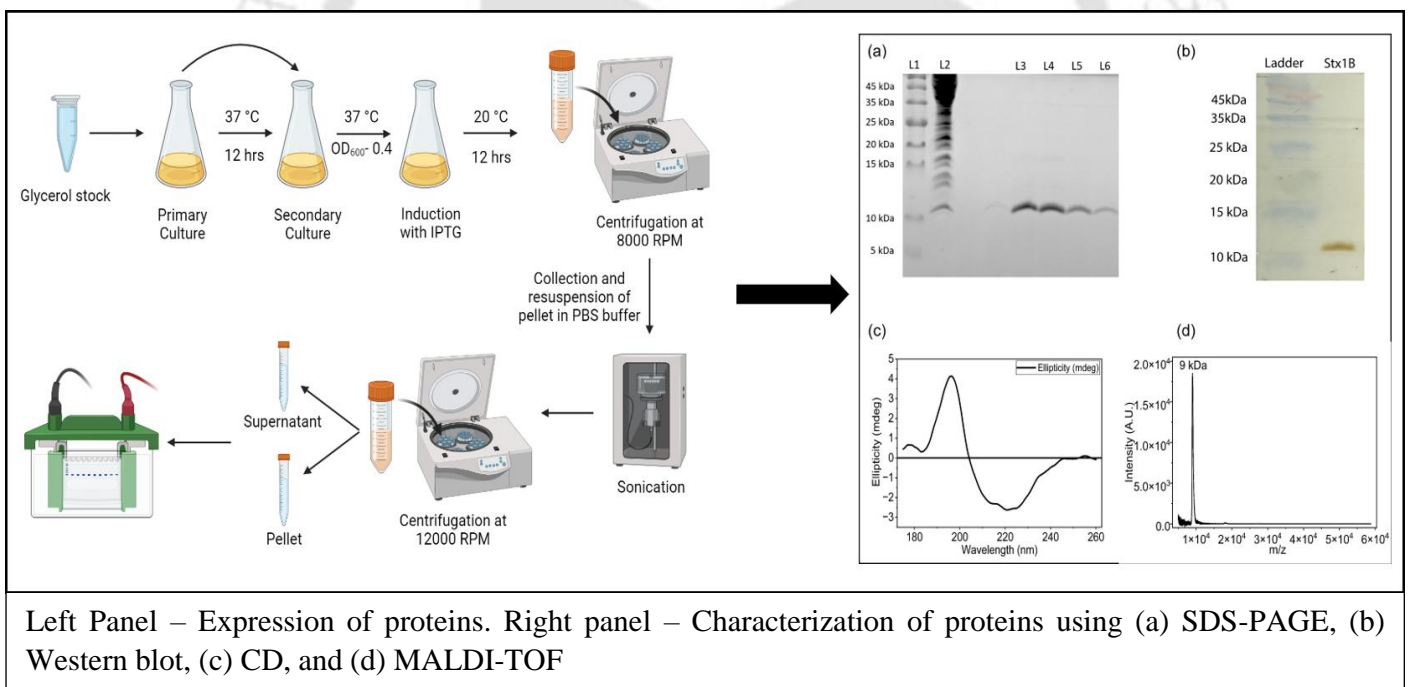 37 °C
37 °C
20 °C
12 hrs
OD₆₀₀- 0.4
12 hrs
Glycerol stock
Primary
Culture
Secondary
Culture
Induction
with IPTG
Centrifugation at
8000 RPM
Collection and
resuspension of
pellet in PBS buffer
Sonication
Centrifugation at
12000 RPM
Supernatant
Pellet
(a)
L1 L2 L3 L4 L5 L6
45 kDa
35 kDa
25 kDa
20 kDa
15 kDa
10 kDa
5 kDa
(b)
Ladder Stx1B
45kDa
35kDa
25 kDa
20 kDa
15 kDa
10 kDa
(c)
Ellipticity (mdeg)
Ellipticity (mdeg)
5
4
3
2
1
0
−1
−2
−3
180 200 220 240 260
Wavelength (nm)
(d)
9 kDa
Intensity (A.U.)
2.0×10⁴
1.5×10⁴
1.0×10⁴
5.0×10³
0.0
1×10⁴ 2×10⁴ 3×10⁴ 4×10⁴ 5×10⁴ 6×10⁴
m/z
Left Panel – Expression of proteins. Right panel – Characterization of proteins using (a) SDS-PAGE, (b)
Western blot, (c) CD, and (d) MALDI-TOF